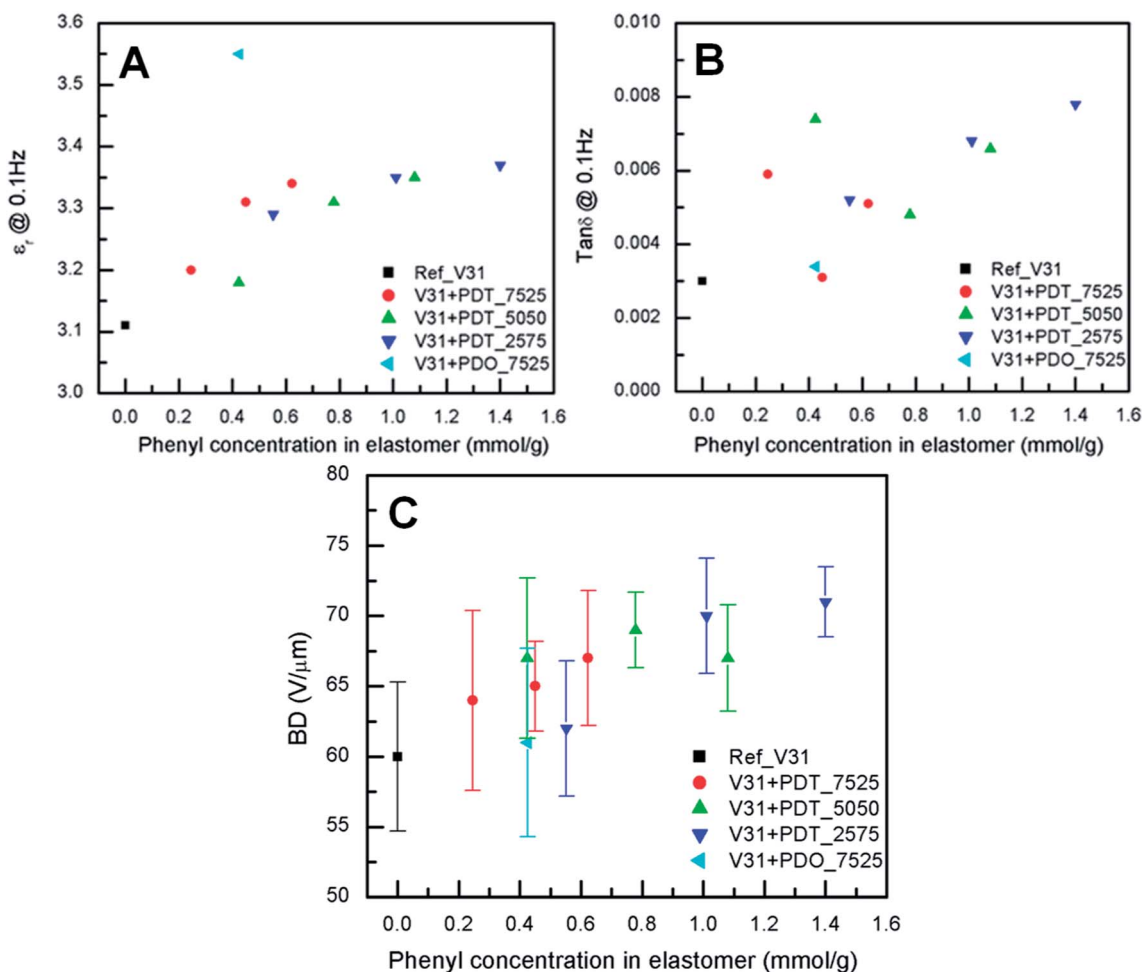 A
3.6
3.5
3.4
3.3
3.2
3.1
3.0
εr @ 0.1Hz
Ref_V31
V31+PDT_7525
V31+PDT_5050
V31+PDT_2575
V31+PDO_7525
0.0 0.2 0.4 0.6 0.8 1.0 1.2 1.4 1.6
Phenyl concentration in elastomer (mmol/g)
B
0.010
0.008
0.006
0.004
0.002
0.000
Tanδ @ 0.1Hz
Ref_V31
V31+PDT_7525
V31+PDT_5050
V31+PDT_2575
V31+PDO_7525
0.0 0.2 0.4 0.6 0.8 1.0 1.2 1.4 1.6
Phenyl concentration in elastomer (mmol/g)
C
80
75
70
65
60
55
50
BD (V/μm)
Ref_V31
V31+PDT_7525
V31+PDT_5050
V31+PDT_2575
V31+PDO_7525
0.0 0.2 0.4 0.6 0.8 1.0 1.2 1.4 1.6
Phenyl concentration in elastomer (mmol/g)